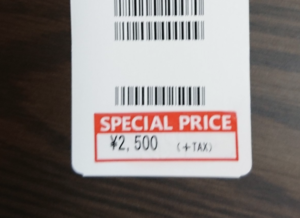 SPECIAL PRICE
¥2,500 (+TAX)